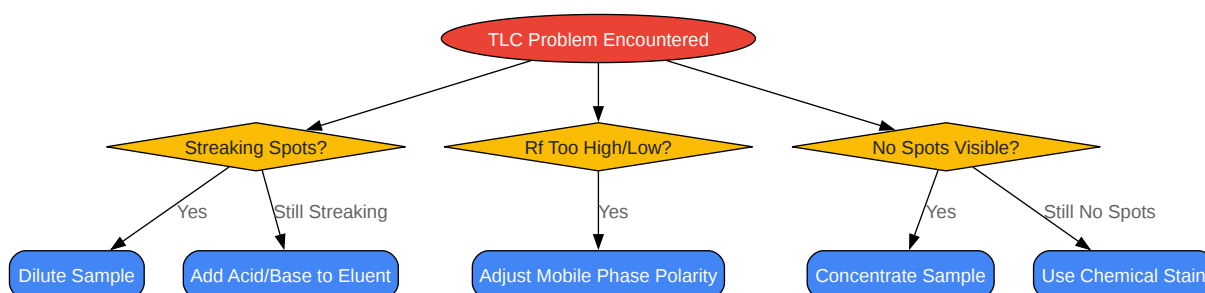 TLC Problem Encountered
Streaking Spots?
Rf Too High/Low?
No Spots Visible?
Yes
Still Streaking
Yes
Yes
Still No Spots
Dilute Sample
Add Acid/Base to Eluent
Adjust Mobile Phase Polarity
Concentrate Sample
Use Chemical Stain